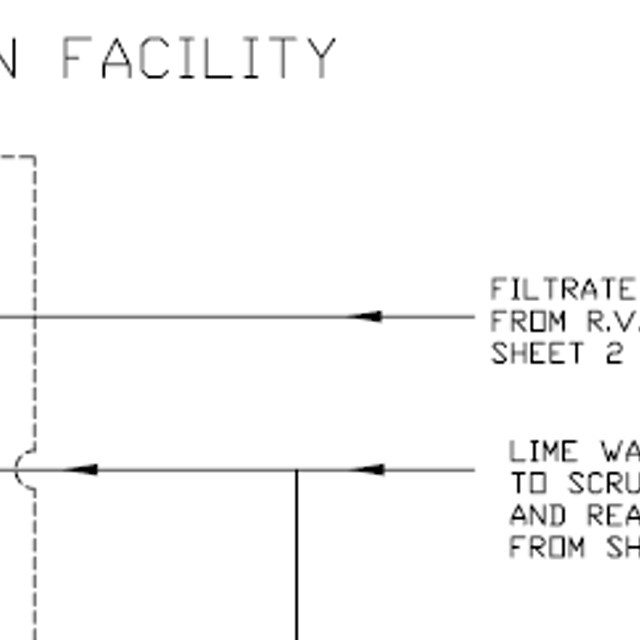 N FACILITY
FILTRATE
FROM R.V.
SHEET 2
LIME WA
TO SCRU
AND REA
FROM SH